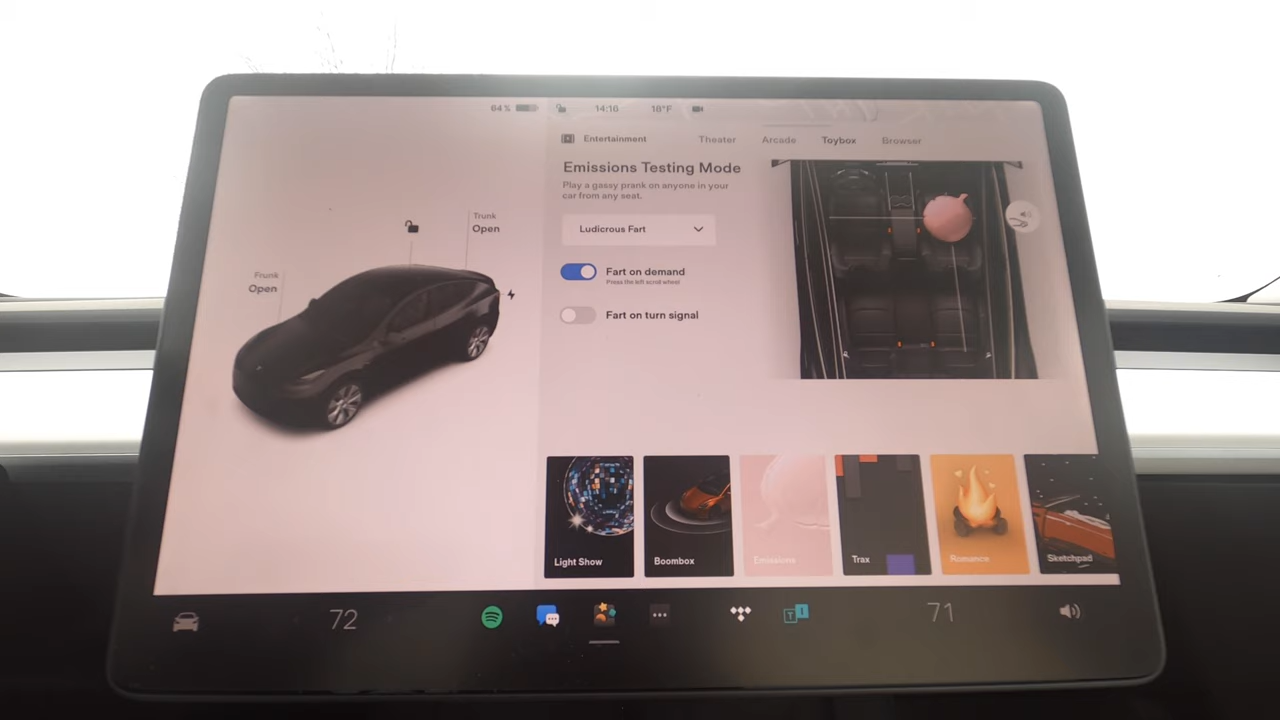 64 %
14:10
18°F
Entertainment
Theater
Arcade
Toybox
Browser
Emissions Testing Mode
Play a gassy prank on anyone in your
car from any seat.
Ludicrous Fart
Fart on demand
Press the left scroll wheel
Fart on turn signal
Trunk
Open
Frunk
Open
Light Show
Boombox
Emissions
Trax
Romance
Sketchpad
72
T I
71